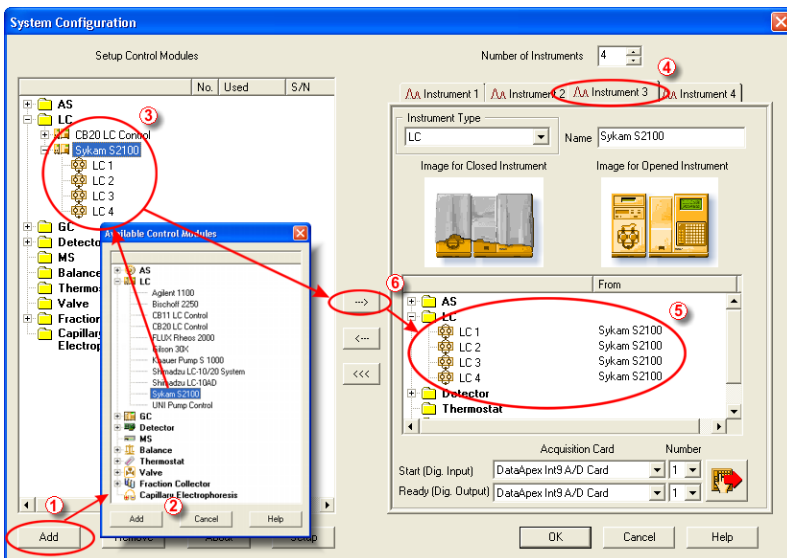 System Configuration
Setup Control Modules
No. Used S/N
AS
LC
CB20 LC Control
③
Sykam S2100
LC 1
LC 2
LC 3
LC 4
GC
MS
Valve
Available Control Modules
AS
LC
Agilent 1100
Bischoff 2250
CB11 LC Control
CB20 LC Control
FLUX Rheos 2000
Gilson 30X
Knauer Pump S 1000
Shimadzu LC-10/20 System
Shimadzu LC-10AD
Sykam S2100
UNI Pump Control
GC
Detector
MS
Balance
Thermostat
Valve
Fraction Collector
Capillary Electrophoresis
②
Add Cancel Help
①
Add
--->
<---
<<<
⑥
Number of Instruments 4
④
Instrument 1 Instrument 2 Instrument 3 Instrument 4
Instrument Type
LC Name Sykam S2100
Image for Closed Instrument Image for Opened Instrument
From
AS
LC
⑤
LC 1 Sykam S2100
LC 2 Sykam S2100
LC 3 Sykam S2100
LC 4 Sykam S2100
Detector
Thermostat
Acquisition Card Number
Start (Dig. Input) DataApex Int9 A/D Card 1
Ready (Dig. Output) DataApex Int9 A/D Card 1
OK Cancel Help